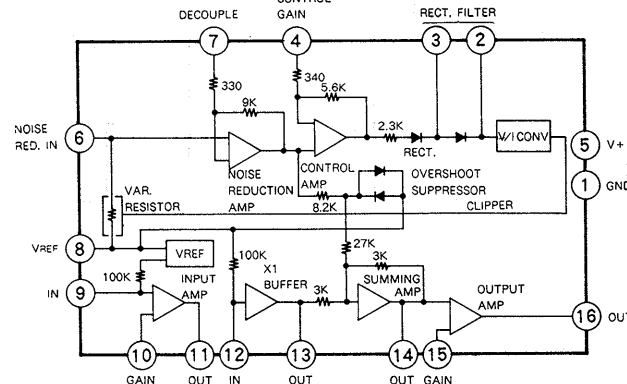 DECOUPLE
CONTROL
GAIN
RECT. FILTER
7
4
3
2
330
340
5.6K
9K
2.3K
NOISE
RED. IN
6
V/I CONV
5
V+
RECT.
NOISE
REDUCTION
AMP
CONTROL
AMP
OVERSHOOT
SUPPRESSOR
1
GND
VAR.
RESISTOR
8.2K
CLIPPER
VREF
8
VREF
100K
27K
100K
X1
BUFFER
3K
IN
9
INPUT
AMP
3K
SUMMING
AMP
OUTPUT
AMP
16
OUT
10
11
12
13
14
15
GAIN
OUT
IN
OUT
OUT
GAIN